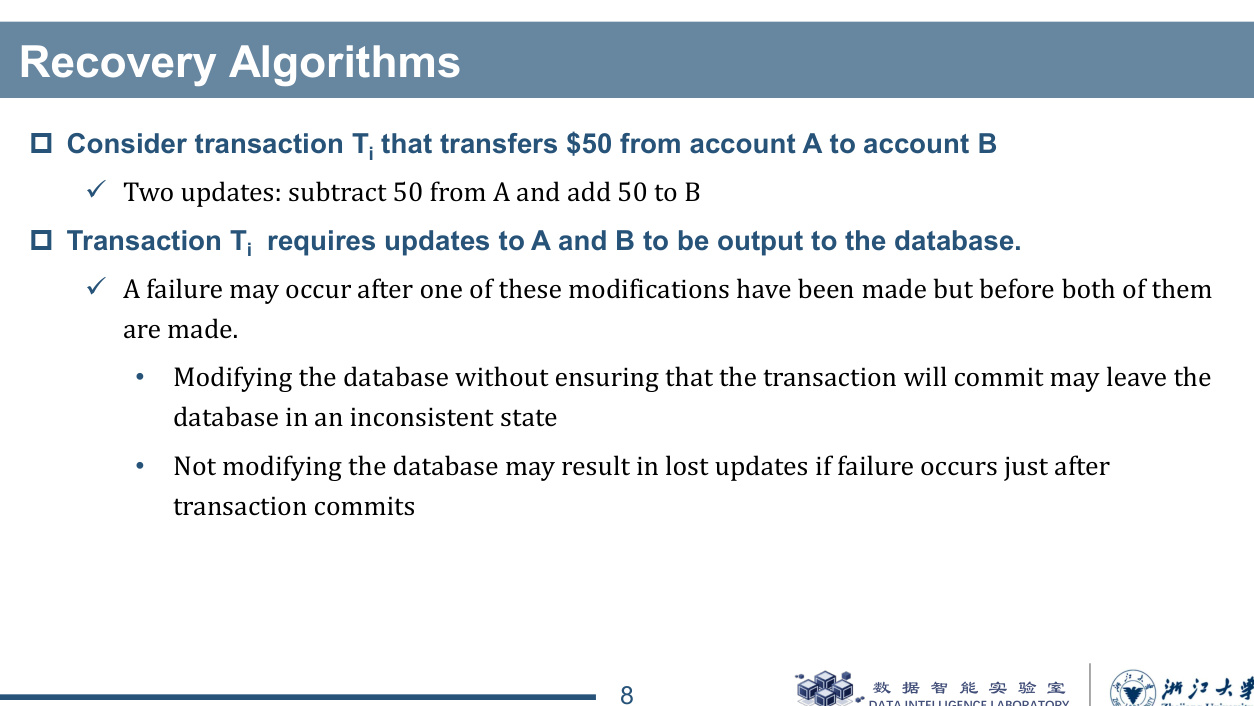 Recovery Algorithms
Consider transaction Ti that transfers $50 from account A to account B
✓ Two updates: subtract 50 from A and add 50 to B
Transaction Ti requires updates to A and B to be output to the database.
✓ A failure may occur after one of these modifications have been made but before both of them
are made.
• Modifying the database without ensuring that the transaction will commit may leave the
database in an inconsistent state
• Not modifying the database may result in lost updates if failure occurs just after
transaction commits
8
数据智能实验室
DATA INTELLIGENCE LABORATORY
浙江大学
Zhejiang University